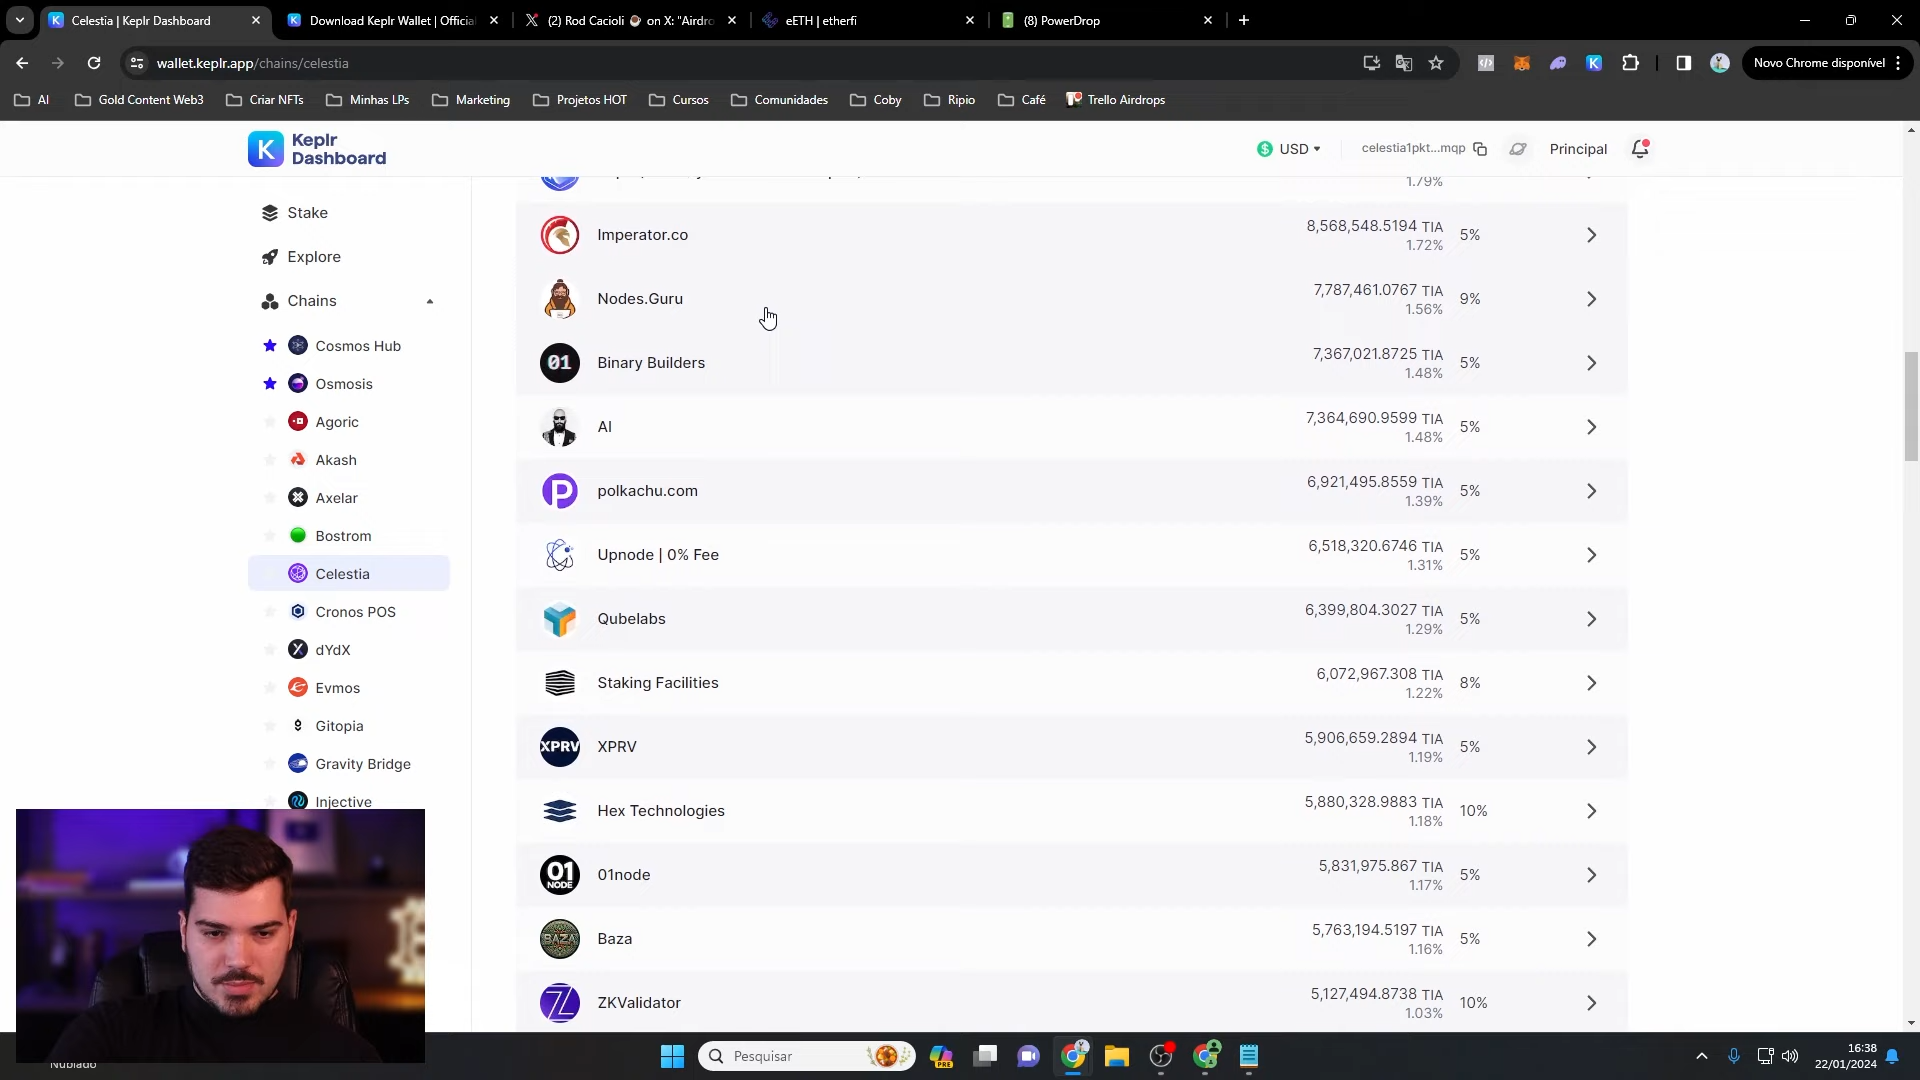 Celestia | Keplr Dashboard
Download Keplr Wallet | Official
(2) Rod Cacioli ☕ on X: "Airdro
eETH | etherfi
(8) PowerDrop
wallet.keplr.app/chains/celestia
Novo Chrome disponível
AI
Gold Content Web3
Criar NFTs
Minhas LPs
Marketing
Projetos HOT
Cursos
Comunidades
Coby
Ripio
Café
Trello Airdrops
Keplr
Dashboard
USD
celestia1pkt...mqp
Principal
Stake
Explore
Chains
Cosmos Hub
Osmosis
Agoric
Akash
Axelar
Bostrom
Celestia
Cronos POS
dYdX
Evmos
Gitopia
Gravity Bridge
Injective
1.79%
Imperator.co
8,568,548.5194 TIA
1.72%
5%
Nodes.Guru
7,787,461.0767 TIA
1.56%
9%
01
Binary Builders
7,367,021.8725 TIA
1.48%
5%
AI
7,364,690.9599 TIA
1.48%
5%
polkachu.com
6,921,495.8559 TIA
1.39%
5%
Upnode | 0% Fee
6,518,320.6746 TIA
1.31%
5%
Qubelabs
6,399,804.3027 TIA
1.29%
5%
Staking Facilities
6,072,967.308 TIA
1.22%
8%
XPRV
XPRV
5,906,659.2894 TIA
1.19%
5%
Hex Technologies
5,880,328.9883 TIA
1.18%
10%
01
NODE
01node
5,831,975.867 TIA
1.17%
5%
BAZA
Baza
5,763,194.5197 TIA
1.16%
5%
ZKValidator
5,127,494.8738 TIA
1.03%
10%
Nublado
Pesquisar
PRE
16:38
22/01/2024